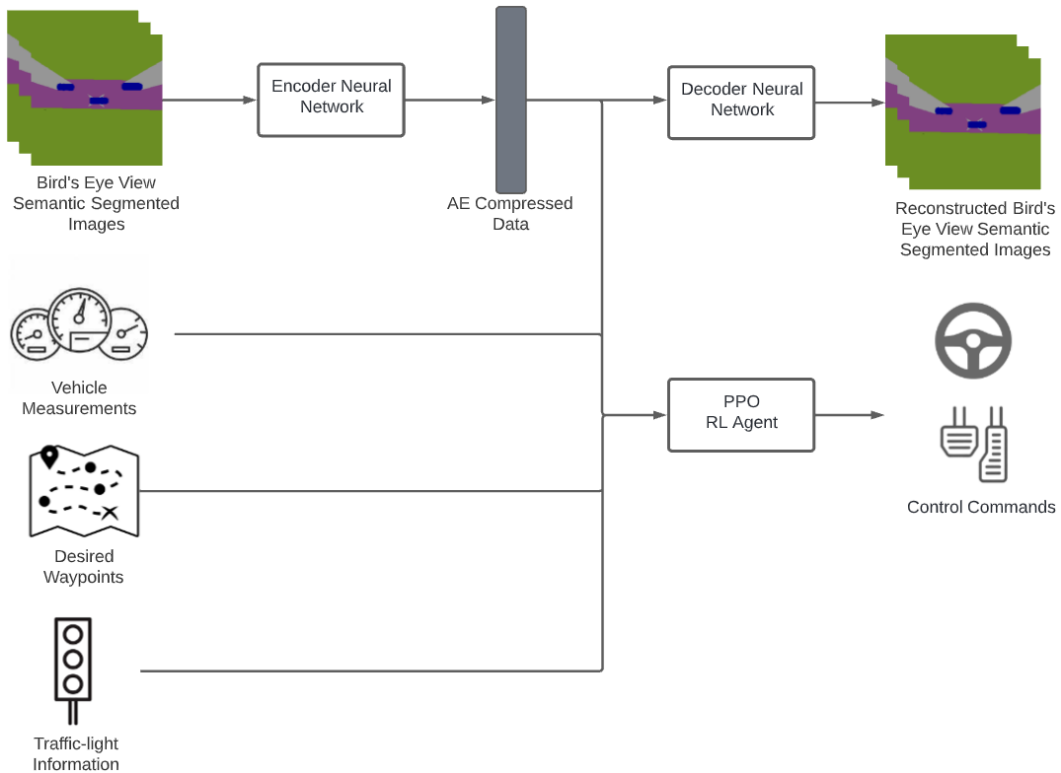 Encoder Neural
Network
Decoder Neural
Network
Bird's Eye View
Semantic Segmented
Images
AE Compressed
Data
Reconstructed Bird's
Eye View Semantic
Segmented Images
Vehicle
Measurements
PPO
RL Agent
Control Commands
Desired
Waypoints
Traffic-light
Information